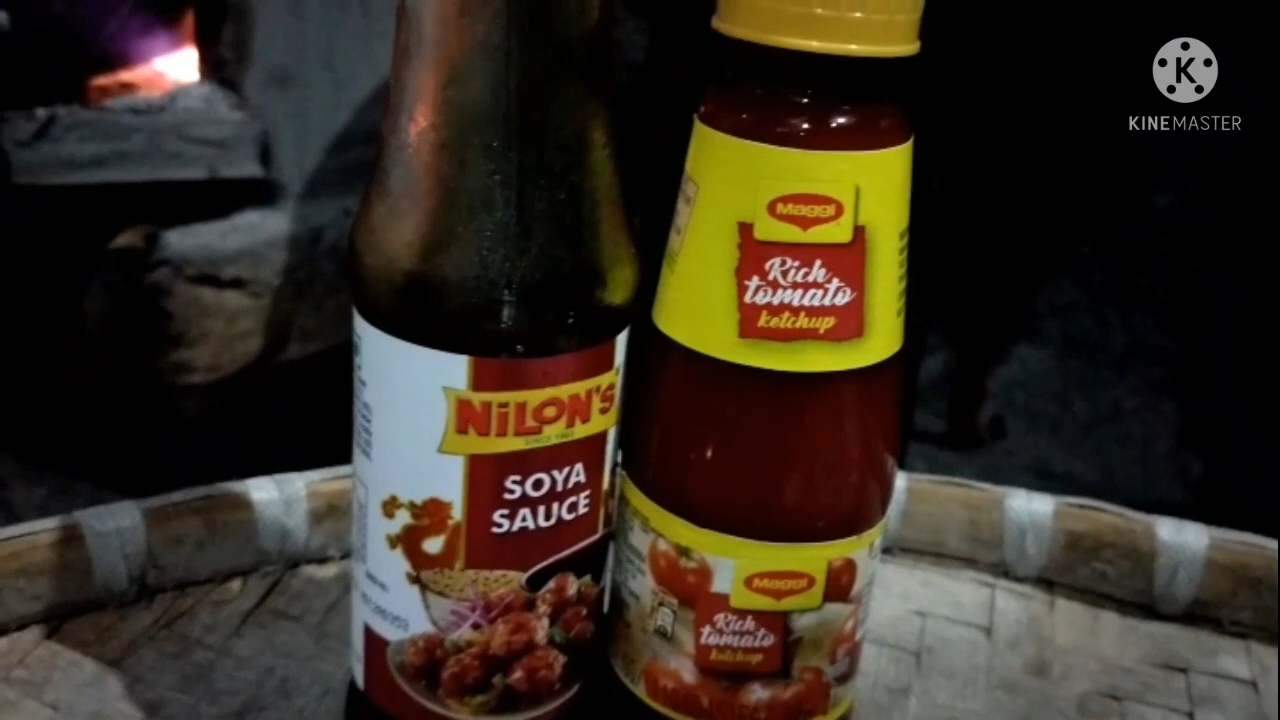 K
KINEMASTER
Maggi
Rich
tomato
ketchup
NiLON'S
SINCE 1962
SOYA
SAUCE
Maggi
Rich
tomato
ketchup